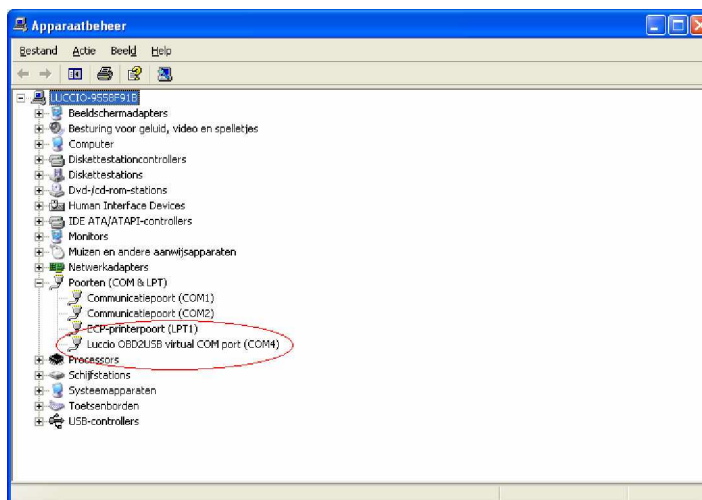 Apparaatbeheer
Bestand Actie Beeld Help
LUCCIO-9558F91B
Beeldschermadapters
Besturing voor geluid, video en spelletjes
Computer
Diskettestationcontrollers
Diskettestations
Dvd-/cd-rom-stations
Human Interface Devices
IDE ATA/ATAPI-controllers
Monitors
Muizen en andere aanwijsapparaten
Netwerkadapters
Poorten (COM & LPT)
Communicatiepoort (COM1)
Communicatiepoort (COM2)
ECP-printerpoort (LPT1)
Luccio OBD2USB virtual COM port (COM4)
Processors
Schijfstations
Systeemapparaten
Toetsenborden
USB-controllers